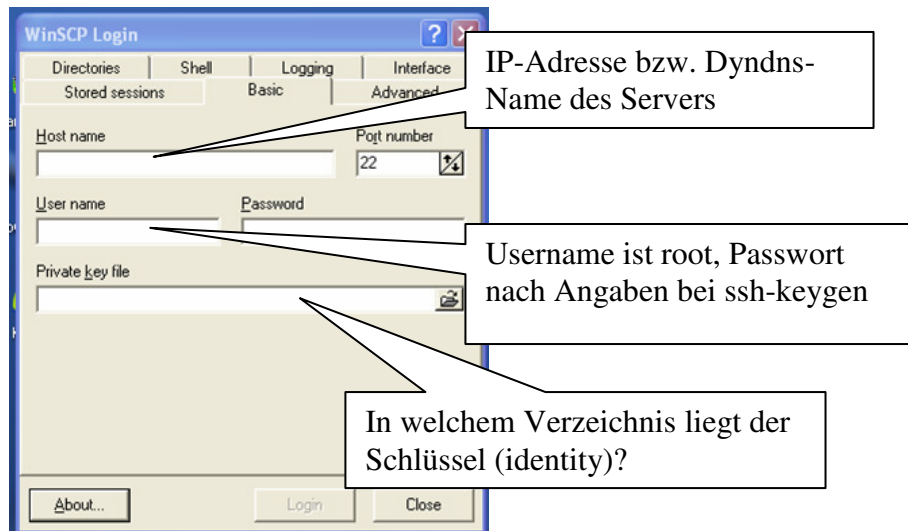 WinSCP Login
IP-Adresse bzw. Dyndns-
Name des Servers
Directories Shell Logging Interface
Stored sessions Basic Advanced
Host name Port number
22
User name Password
Username ist root, Passwort
nach Angaben bei ssh-keygen
Private key file
In welchem Verzeichnis liegt der
Schlüssel (identity)?
About... Login Close